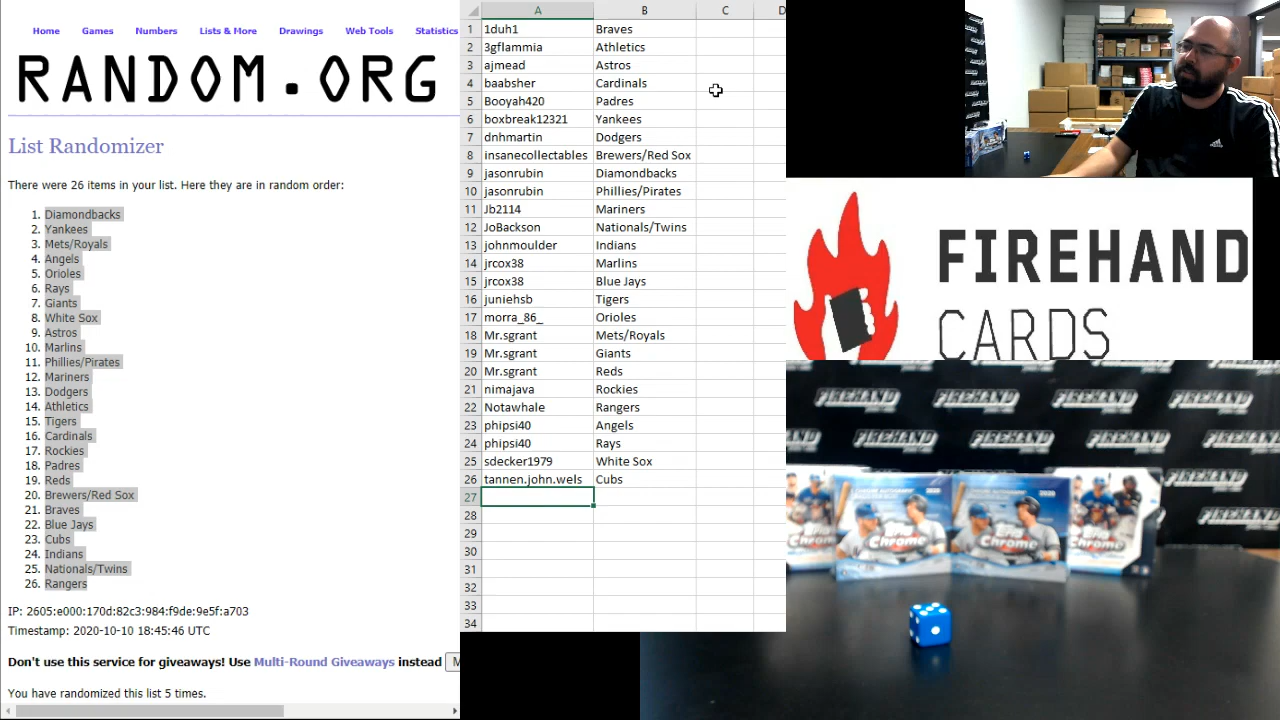 Home Games Numbers Lists & More Drawings Web Tools Statistics
RANDOM.ORG
List Randomizer
There were 26 items in your list. Here they are in random order:
1. Diamondbacks
2. Yankees
3. Mets/Royals
4. Angels
5. Orioles
6. Rays
7. Giants
8. White Sox
9. Astros
10. Marlins
11. Phillies/Pirates
12. Mariners
13. Dodgers
14. Athletics
15. Tigers
16. Cardinals
17. Rockies
18. Padres
19. Reds
20. Brewers/Red Sox
21. Braves
22. Blue Jays
23. Cubs
24. Indians
25. Nationals/Twins
26. Rangers
IP: 2605:e000:170d:82c3:984:f9de:9e5f:a703
Timestamp: 2020-10-10 18:45:46 UTC
Don't use this service for giveaways! Use Multi-Round Giveaways instead
You have randomized this list 5 times.
A B C D
1 1duh1 Braves
2 3gflammia Athletics
3 ajmead Astros
4 baabsher Cardinals
5 Booyah420 Padres
6 boxbreak12321 Yankees
7 dnhmartin Dodgers
8 insanecollectables Brewers/Red Sox
9 jasonrubin Diamondbacks
10 jasonrubin Phillies/Pirates
11 Jb2114 Mariners
12 JoBackson Nationals/Twins
13 johnmoulder Indians
14 jrcox38 Marlins
15 jrcox38 Blue Jays
16 juniehsb Tigers
17 morra_86_ Orioles
18 Mr.sgrant Mets/Royals
19 Mr.sgrant Giants
20 Mr.sgrant Reds
21 nimajava Rockies
22 Notawhale Rangers
23 phipsi40 Angels
24 phipsi40 Rays
25 sdecker1979 White Sox
26 tannen.john.wels Cubs
27
28
29
30
31
32
33
34
FIREHAND
CARDS
FIREHAND FIREHAND FIREHAND FIREHAND
FIREHAND FIREHAND
Topps Chrome
Topps Chrome